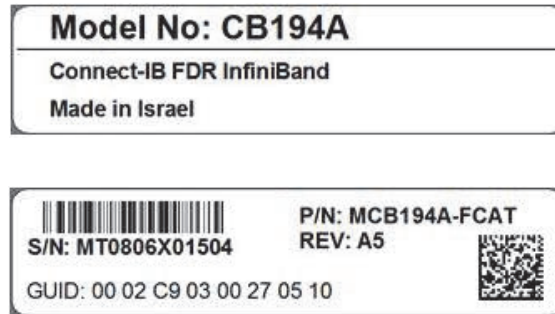 Model No: CB194A
Connect-IB FDR InfiniBand
Made in Israel
S/N: MT0806X01504
P/N: MCB194A-FCAT
REV: A5
GUID: 00 02 C9 03 00 27 05 10